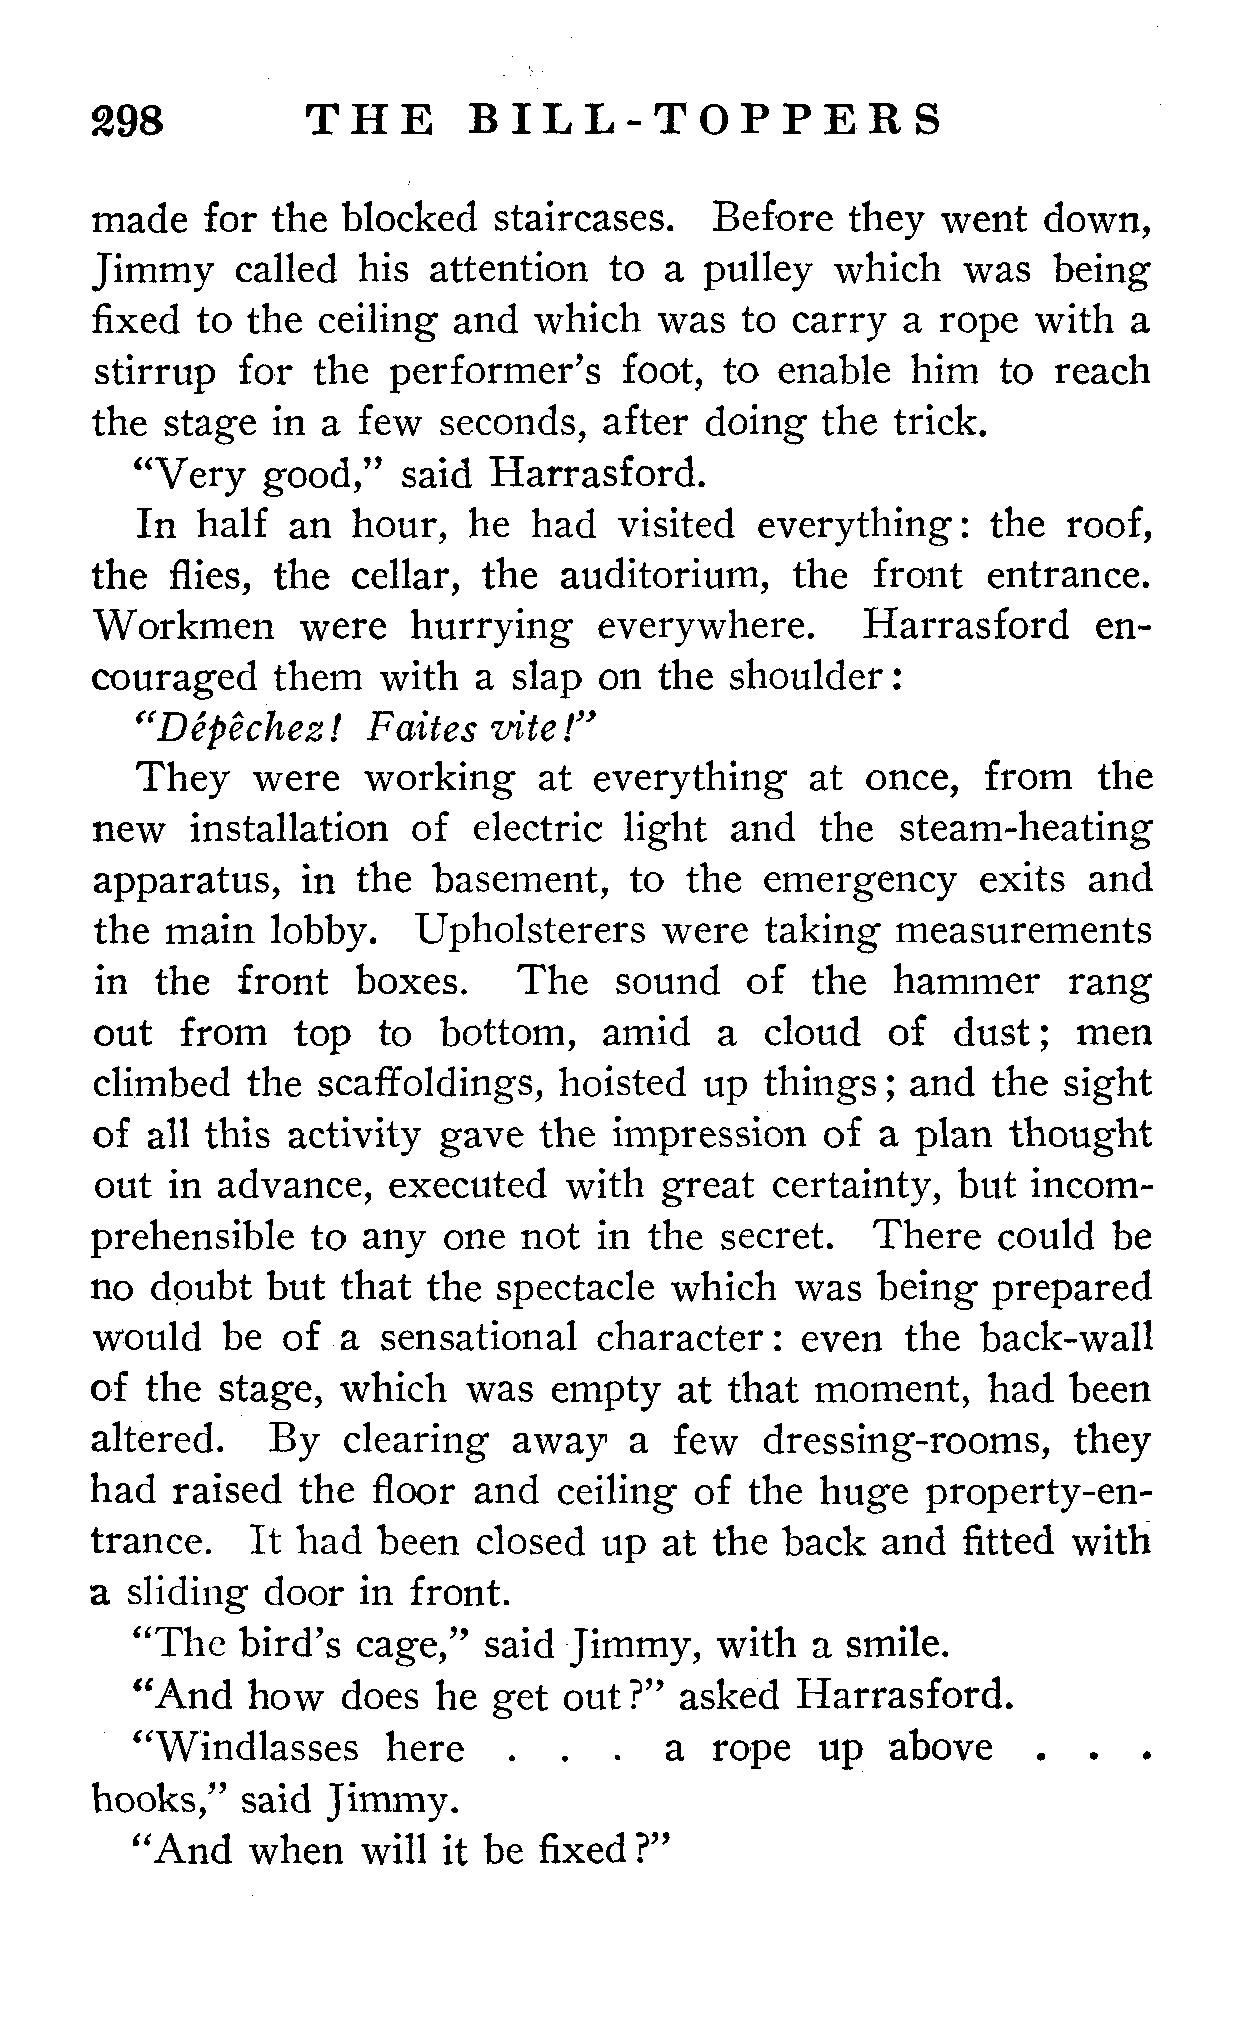 298 THE BILL-TOPPERS
made for the blocked staircases. Before they went down,
Jimmy called his attention to a pulley which was being
fixed to the ceiling and which was to carry a rope with a
stirrup for the performer's foot, to enable him to reach
the stage in a few seconds, after doing the trick.
“Very good,” said Harrasford.
In half an hour, he had visited everything: the roof,
the flies, the cellar, the auditorium, the front entrance.
Workmen were hurrying everywhere. Harrasford en-
couraged them with a slap on the shoulder:
“Dépêchez! Faites vite!”
They were working at everything at once, from the
new installation of electric light and the steam-heating
apparatus, in the basement, to the emergency exits and
the main lobby. Upholsterers were taking measurements
in the front boxes. The sound of the hammer rang
out from top to bottom, amid a cloud of dust; men
climbed the scaffoldings, hoisted up things; and the sight
of all this activity gave the impression of a plan thought
out in advance, executed with great certainty, but incom-
prehensible to any one not in the secret. There could be
no doubt but that the spectacle which was being prepared
would be of a sensational character: even the back-wall
of the stage, which was empty at that moment, had been
altered. By clearing away a few dressing-rooms, they
had raised the floor and ceiling of the huge property-en-
trance. It had been closed up at the back and fitted with
a sliding door in front.
“The bird's cage,” said Jimmy, with a smile.
“And how does he get out?” asked Harrasford.
“Windlasses here . . . a rope up above . . .
hooks,” said Jimmy.
“And when will it be fixed?”